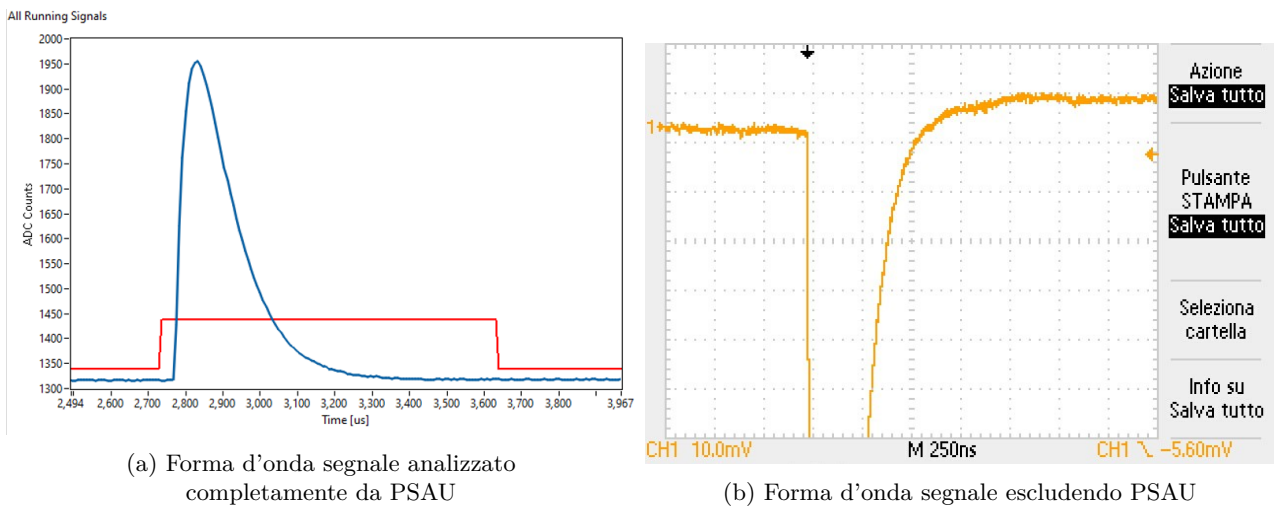 All Running Signals
2000
1950
1900
1850
1800
1750
1700
1650
1600
1550
1500
1450
1400
1350
1300
ADC Counts
2,494 2,600 2,700 2,800 2,900 3,000 3,100 3,200 3,300 3,400 3,500 3,600 3,700 3,800 3,967
Time [us]
(a) Forma d'onda segnale analizzato
completamente da PSAU
1
Azione
Salva tutto
Pulsante
STAMPA
Salva tutto
Seleziona
cartella
Info su
Salva tutto
CH1 10.0mV M 250ns CH1 -5.60mV
(b) Forma d'onda segnale escludendo PSAU